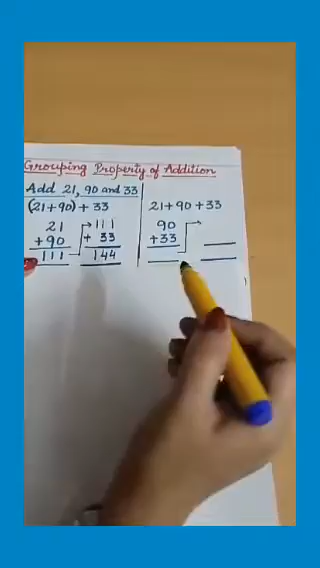 Grouping Property of Addition
Add 21, 90 and 33
(21+90) + 33
21
+90
111
111
+ 33
144
21+ 90 +33
90
+33